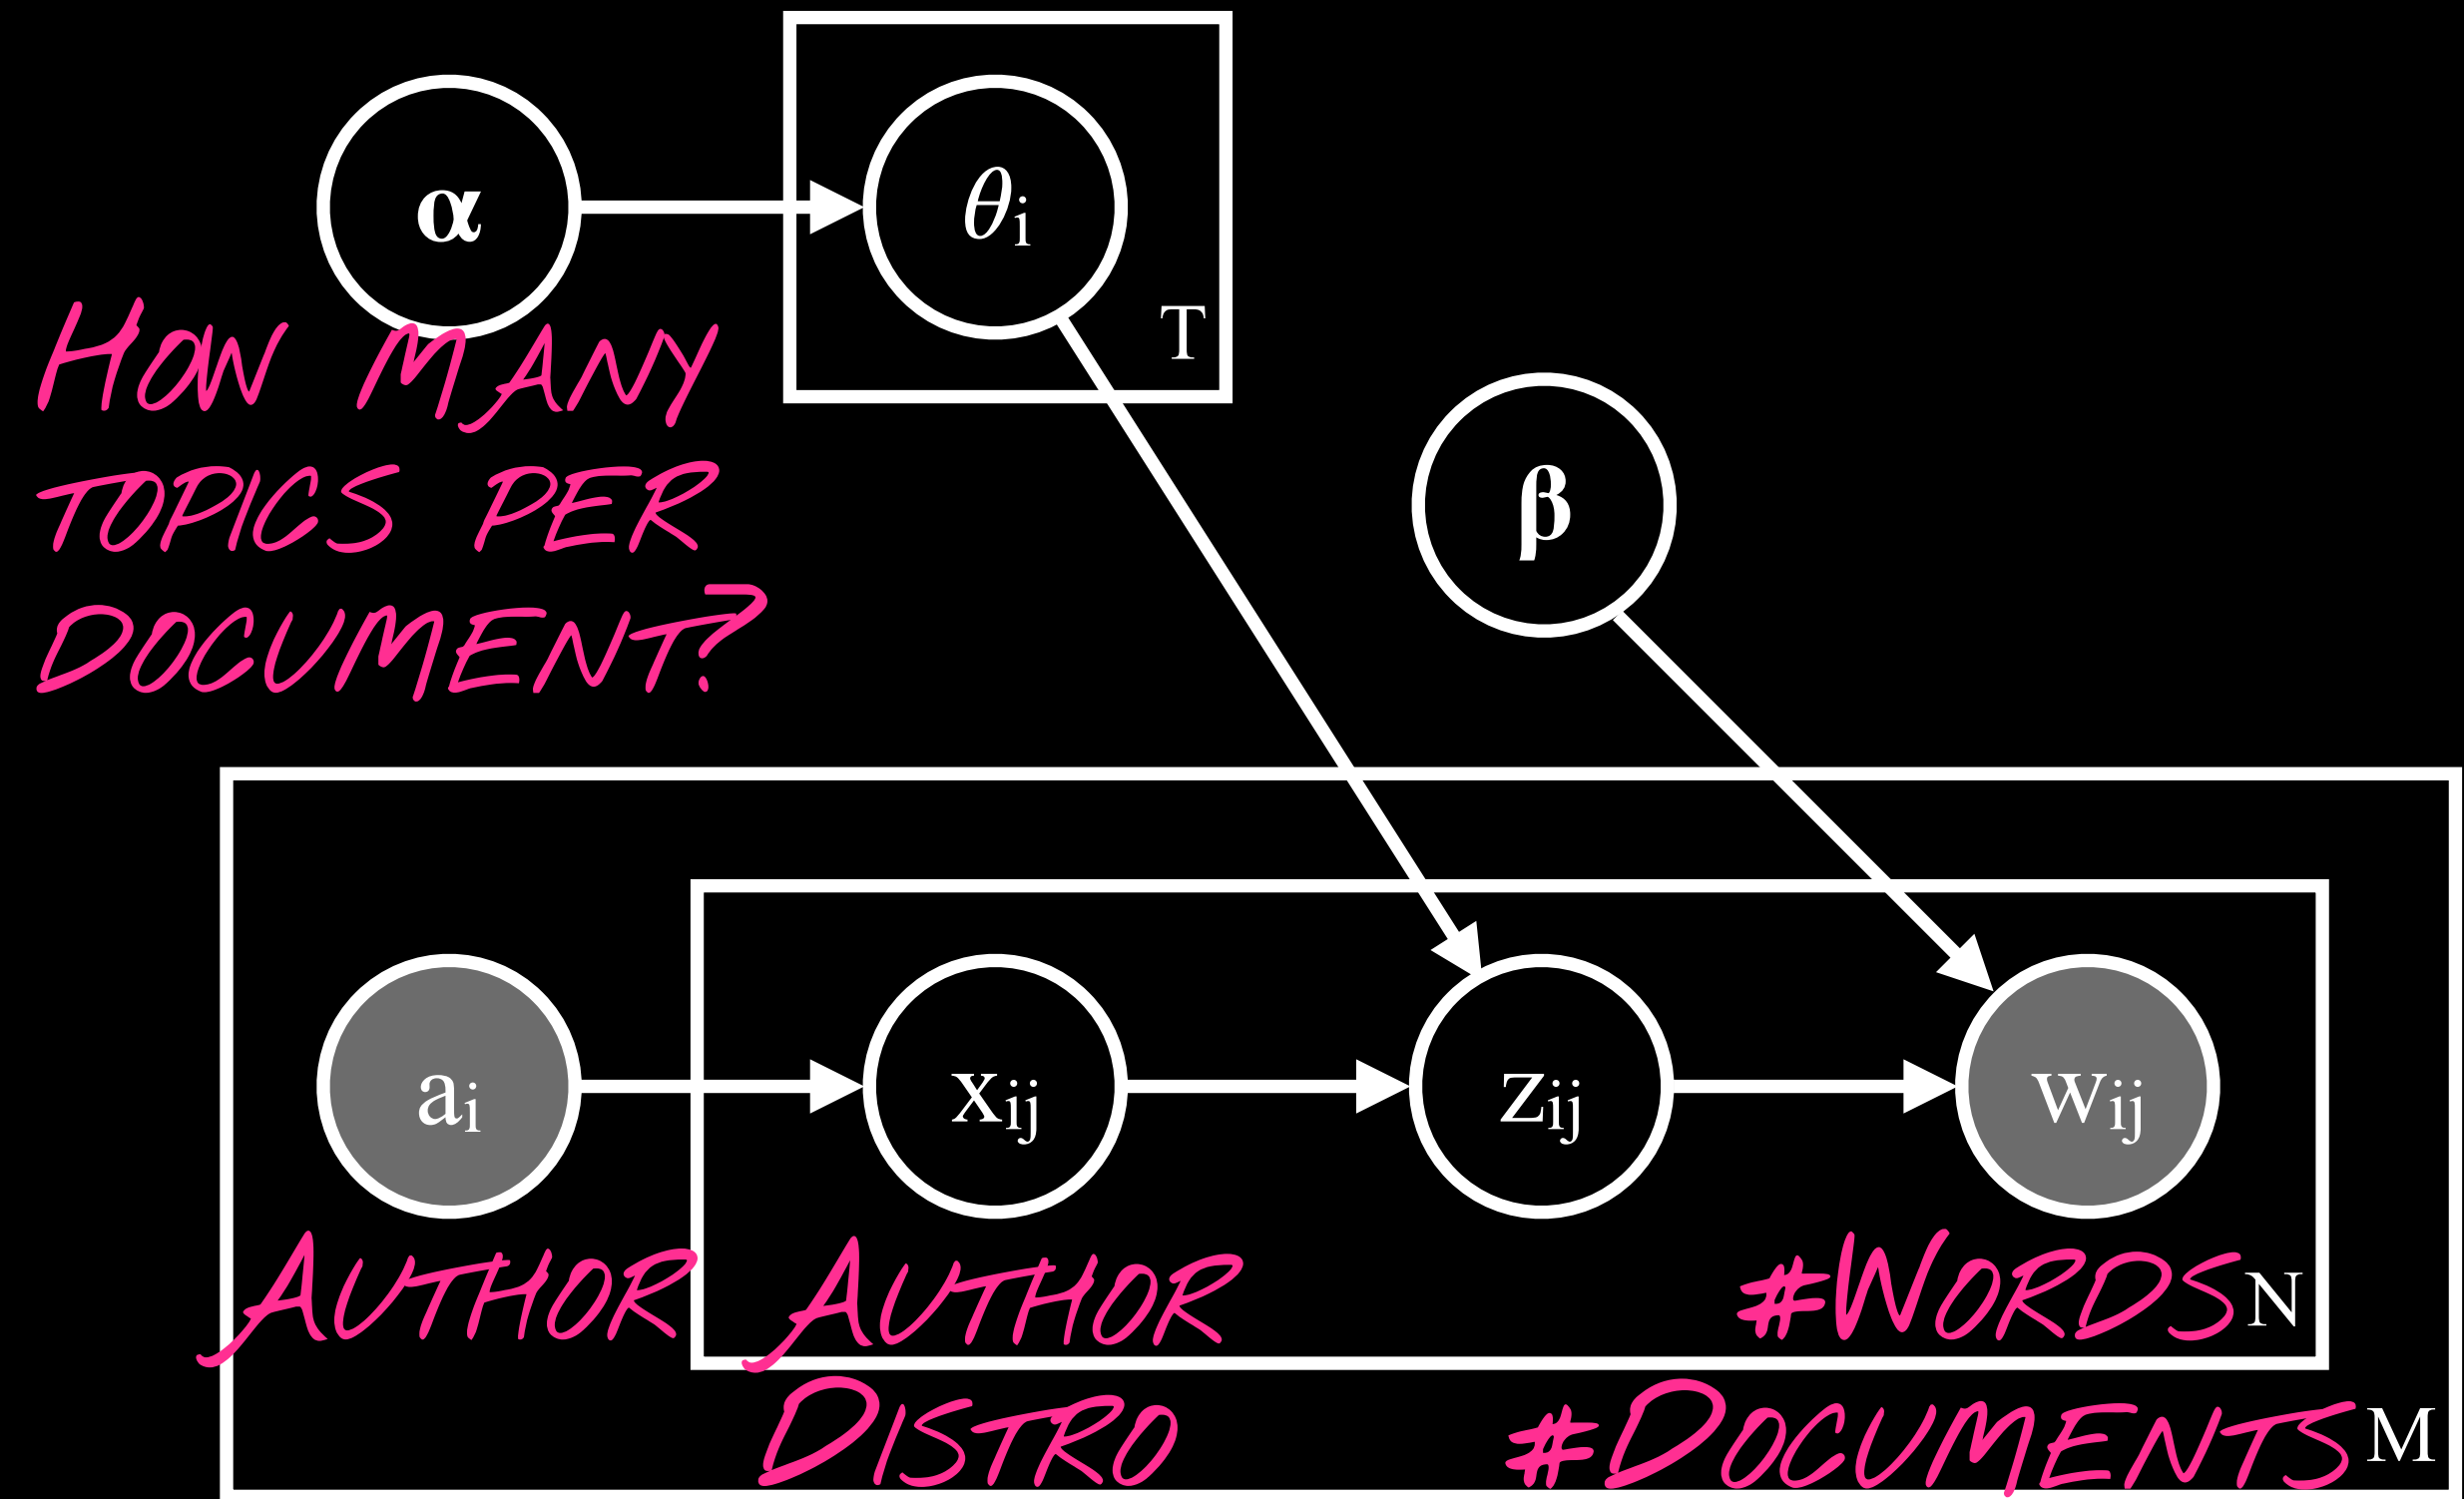 α
θi
T
How many
topics per
document?
β
ai
xij
zij
wij
Author
Author
Distro
#Words
N
#Documents
M